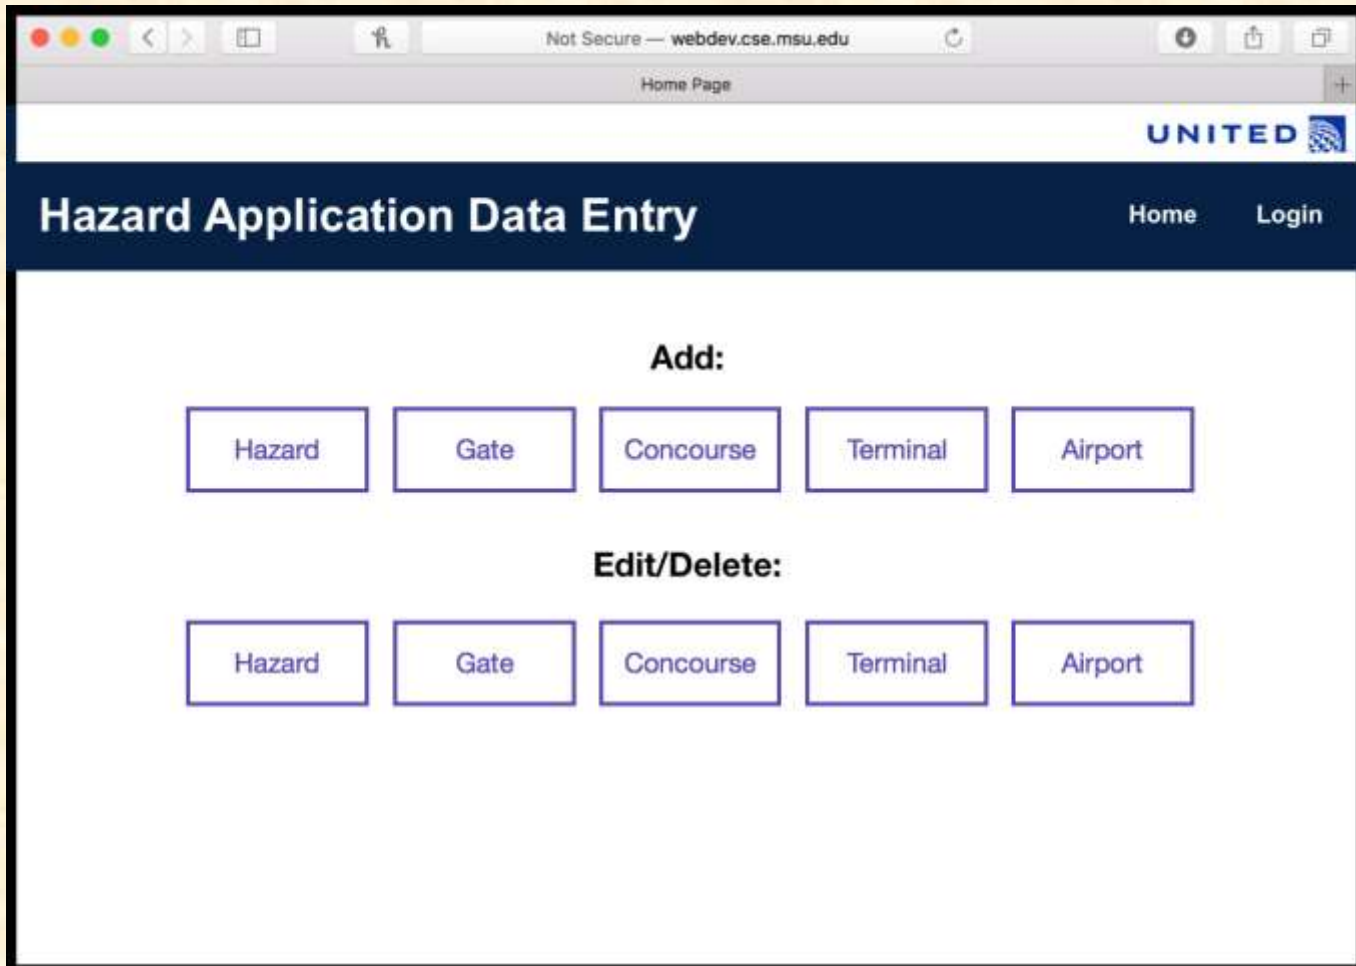 Not Secure — webdev.cse.msu.edu
Home Page
UNITED
Hazard Application Data Entry Home Login
Add:
Hazard Gate Concourse Terminal Airport
Edit/Delete:
Hazard Gate Concourse Terminal Airport